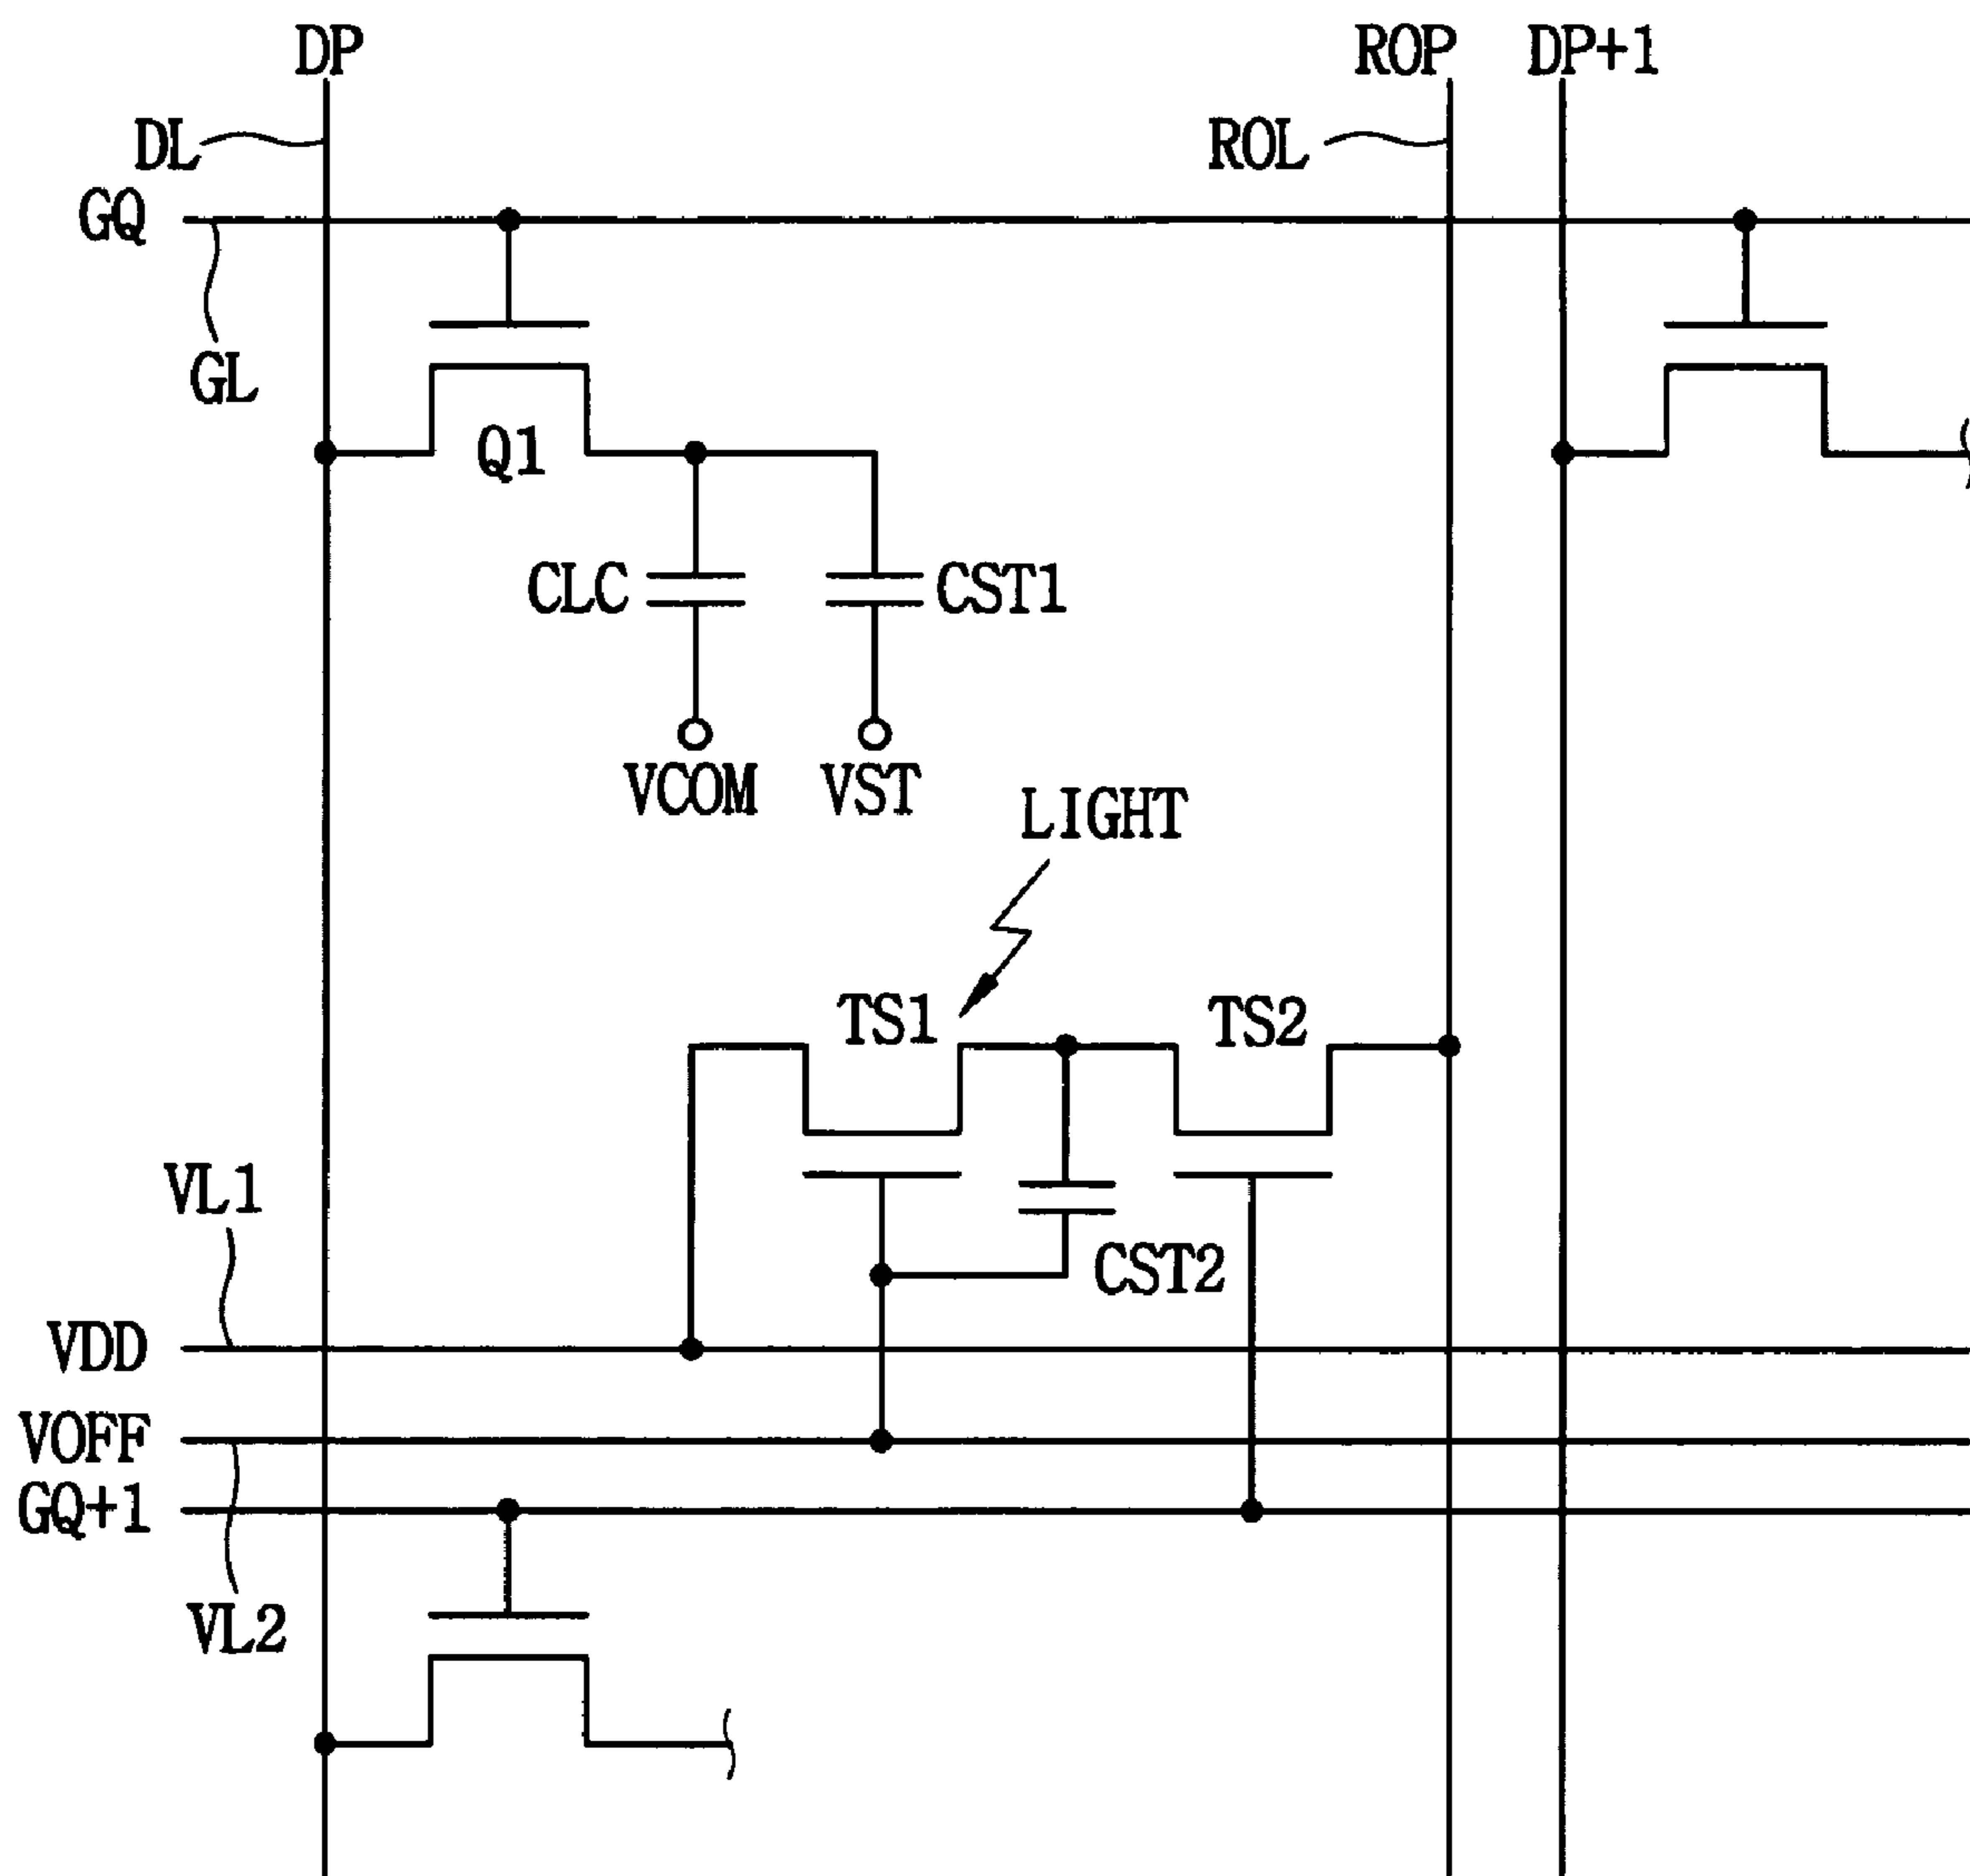 DP
ROP
DP+1
DL
ROL
GQ
GL
Q1
CLC
CST1
VCOM
VST
LIGHT
TS1
TS2
VL1
CST2
VDD
VOFF
GQ+1
VL2